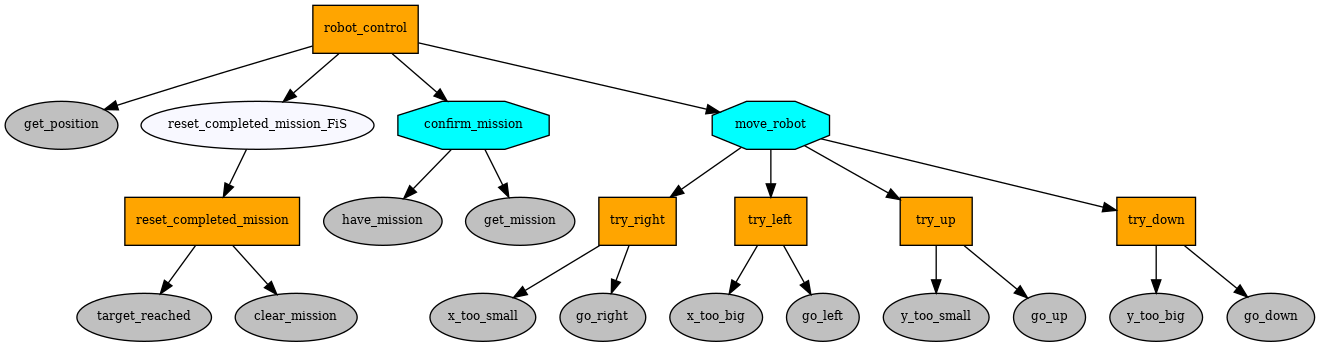 robot_control
get_position
reset_completed_mission_FiS
confirm_mission
move_robot
reset_completed_mission
have_mission
get_mission
try_right
try_left
try_up
try_down
target_reached
clear_mission
x_too_small
go_right
x_too_big
go_left
y_too_small
go_up
y_too_big
go_down